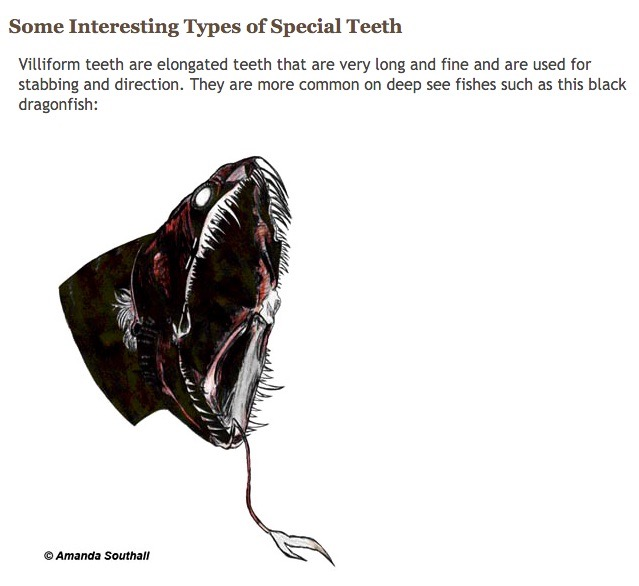 Some Interesting Types of Special Teeth
Villiform teeth are elongated teeth that are very long and fine and are used for
stabbing and direction. They are more common on deep see fishes such as this black
dragonfish:
© Amanda Southall